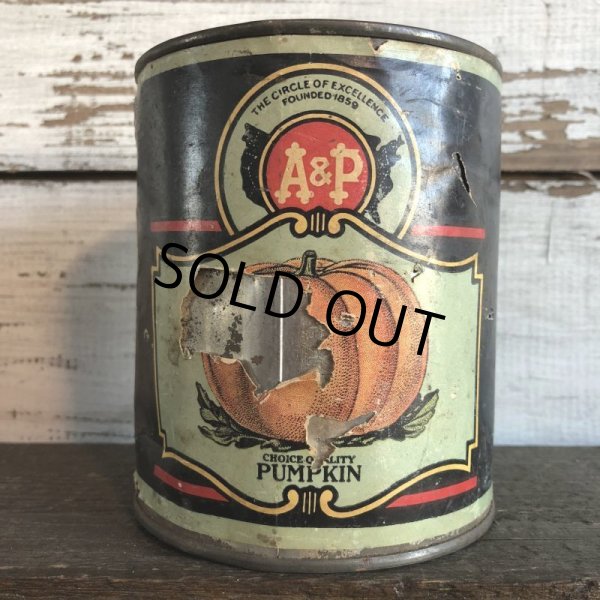 THE CIRCLE OF EXCELLENCE
FOUNDED 1859
A&P
SOLD OUT
CHOICE QUALITY
PUMPKIN